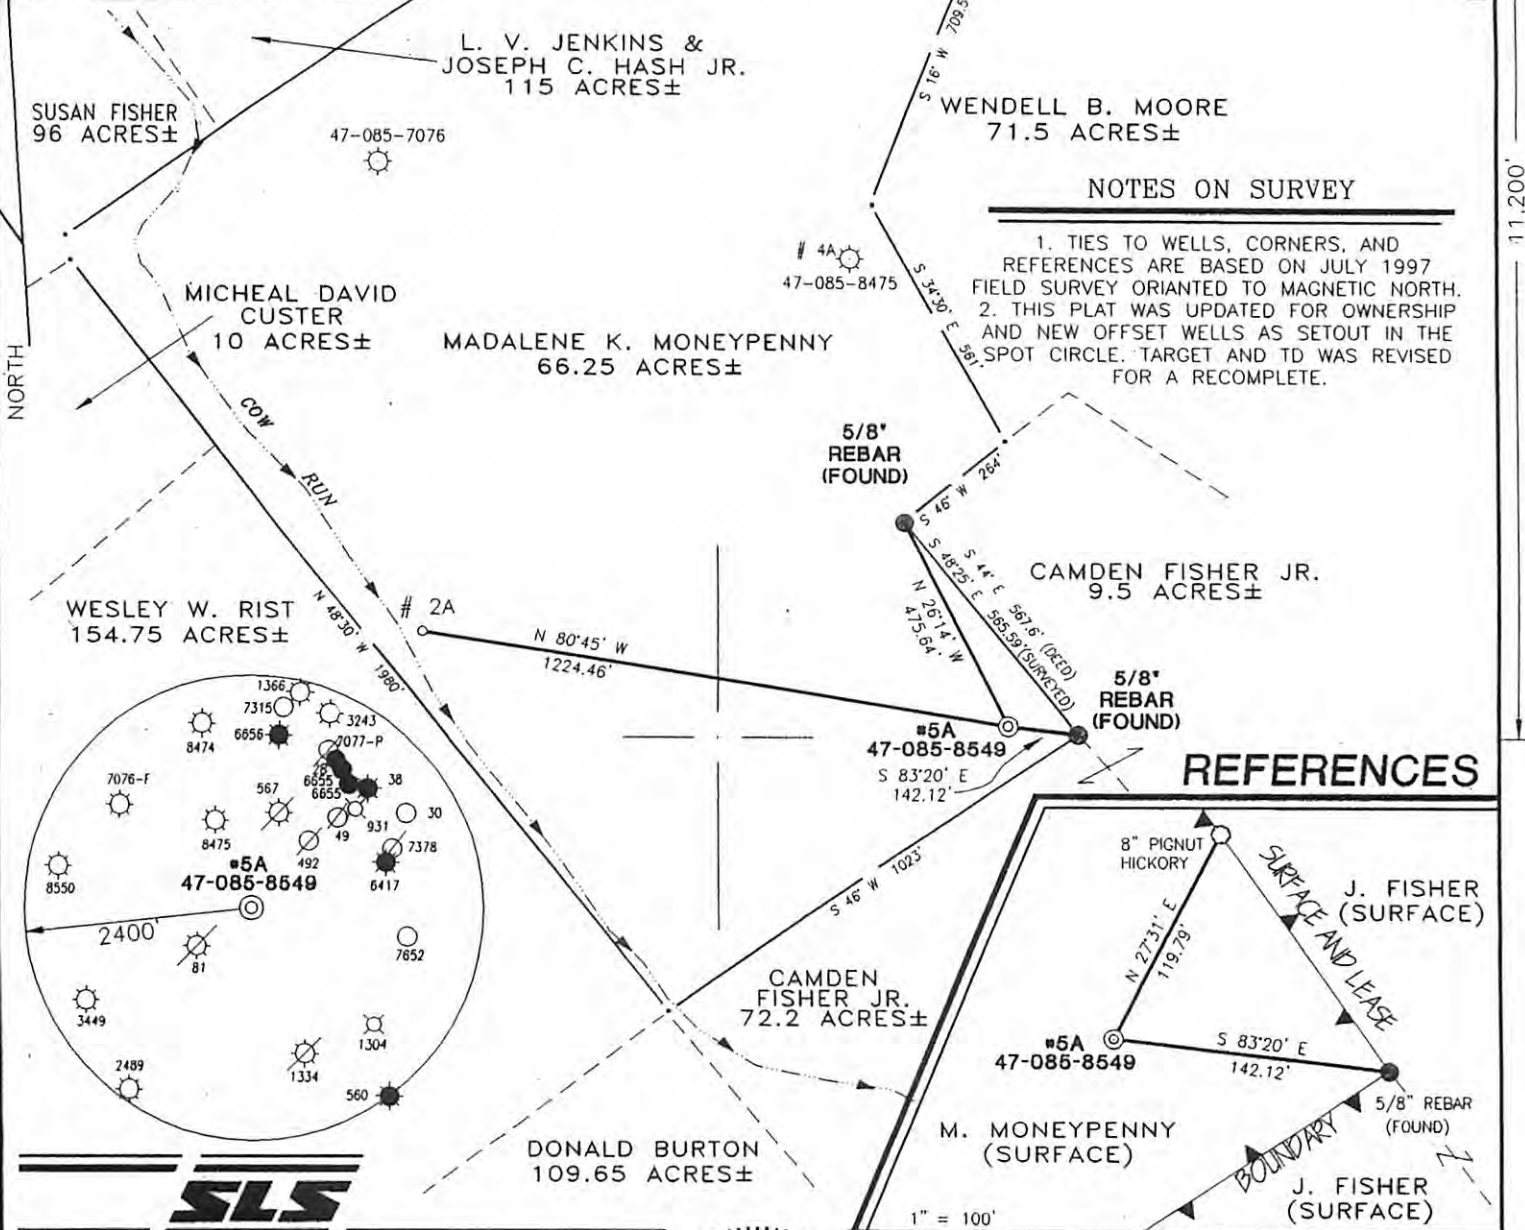 L. V. JENKINS &
JOSEPH C. HASH JR.
115 ACRES±
SUSAN FISHER
96 ACRES±
47-085-7076
S 16° W 709.5
WENDELL B. MOORE
71.5 ACRES±
11,200'
NOTES ON SURVEY
1. TIES TO WELLS, CORNERS, AND
REFERENCES ARE BASED ON JULY 1997
FIELD SURVEY ORIANTED TO MAGNETIC NORTH.
2. THIS PLAT WAS UPDATED FOR OWNERSHIP
AND NEW OFFSET WELLS AS SETOUT IN THE
SPOT CIRCLE. TARGET AND TD WAS REVISED
FOR A RECOMPLETE.
# 4A
47-085-8475
S 34°30' E 561'
MICHEAL DAVID
CUSTER
10 ACRES±
NORTH
MADALENE K. MONEYPENNY
66.25 ACRES±
COW
RUN
5/8"
REBAR
(FOUND)
S 46° W 264'
S 44° E 567.6' (DEED)
S 48°25' E 565.59' (SURVEYED)
N 26°14' W
475.64'
CAMDEN FISHER JR.
9.5 ACRES±
WESLEY W. RIST
154.75 ACRES±
N 48°30' W 1980'
# 2A
N 80°45' W
1224.46'
5/8"
REBAR
(FOUND)
#5A
47-085-8549
S 83°20' E
142.12'
S 46° W 1023'
1366
7315
3243
6656
8474
7077-P
6655
6655
38
7076-F
567
30
8475
49
931
492
7378
6417
8550
#5A
47-085-8549
2400'
81
7652
3449
1304
1334
2489
560
CAMDEN
FISHER JR.
72.2 ACRES±
DONALD BURTON
109.65 ACRES±
SLS
REFERENCES
8" PIGNUT
HICKORY
SURFACE AND LEASE
J. FISHER
(SURFACE)
N 27°31' E
119.79'
#5A
47-085-8549
S 83°20' E
142.12'
5/8" REBAR
(FOUND)
M. MONEYPENNY
(SURFACE)
BOUNDARY
J. FISHER
(SURFACE)
1" = 100'